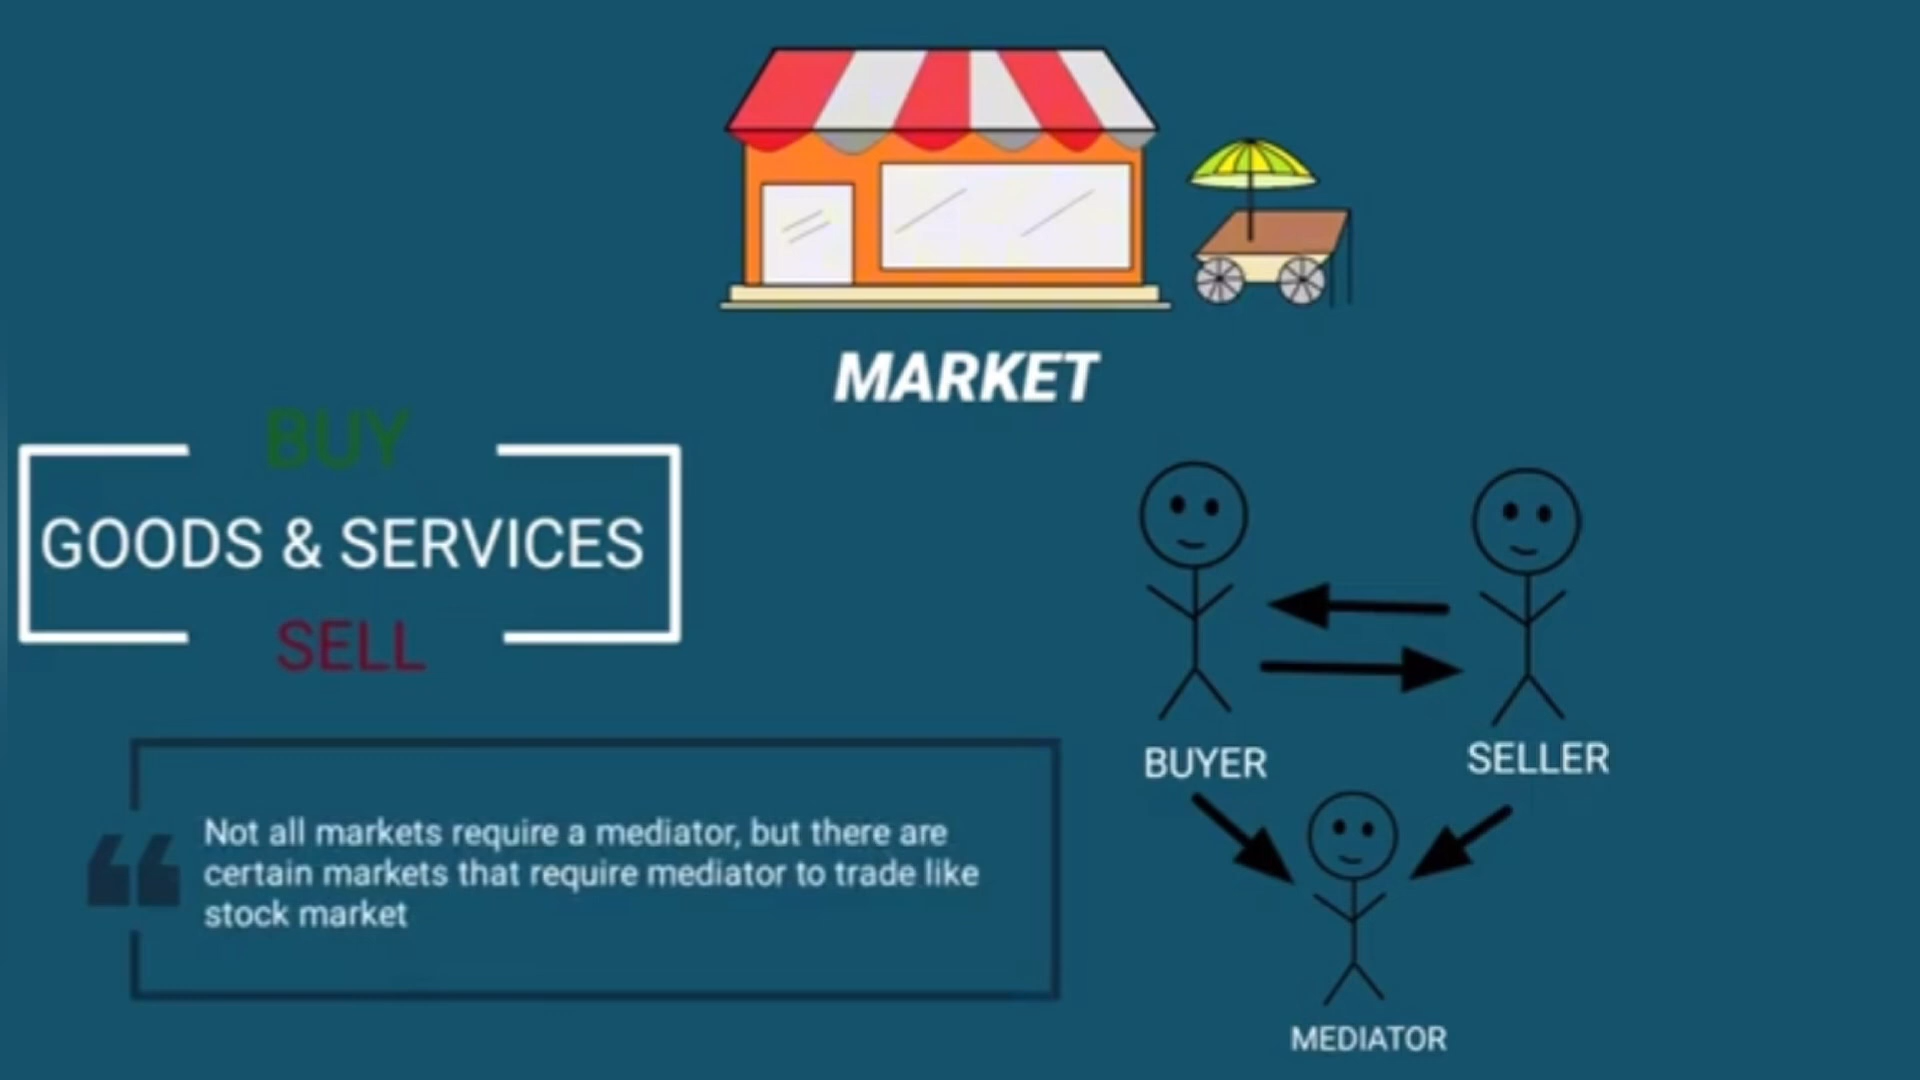 MARKET
BUY
GOODS & SERVICES
SELL
BUYER
SELLER
Not all markets require a mediator, but there are
certain markets that require mediator to trade like
stock market
MEDIATOR